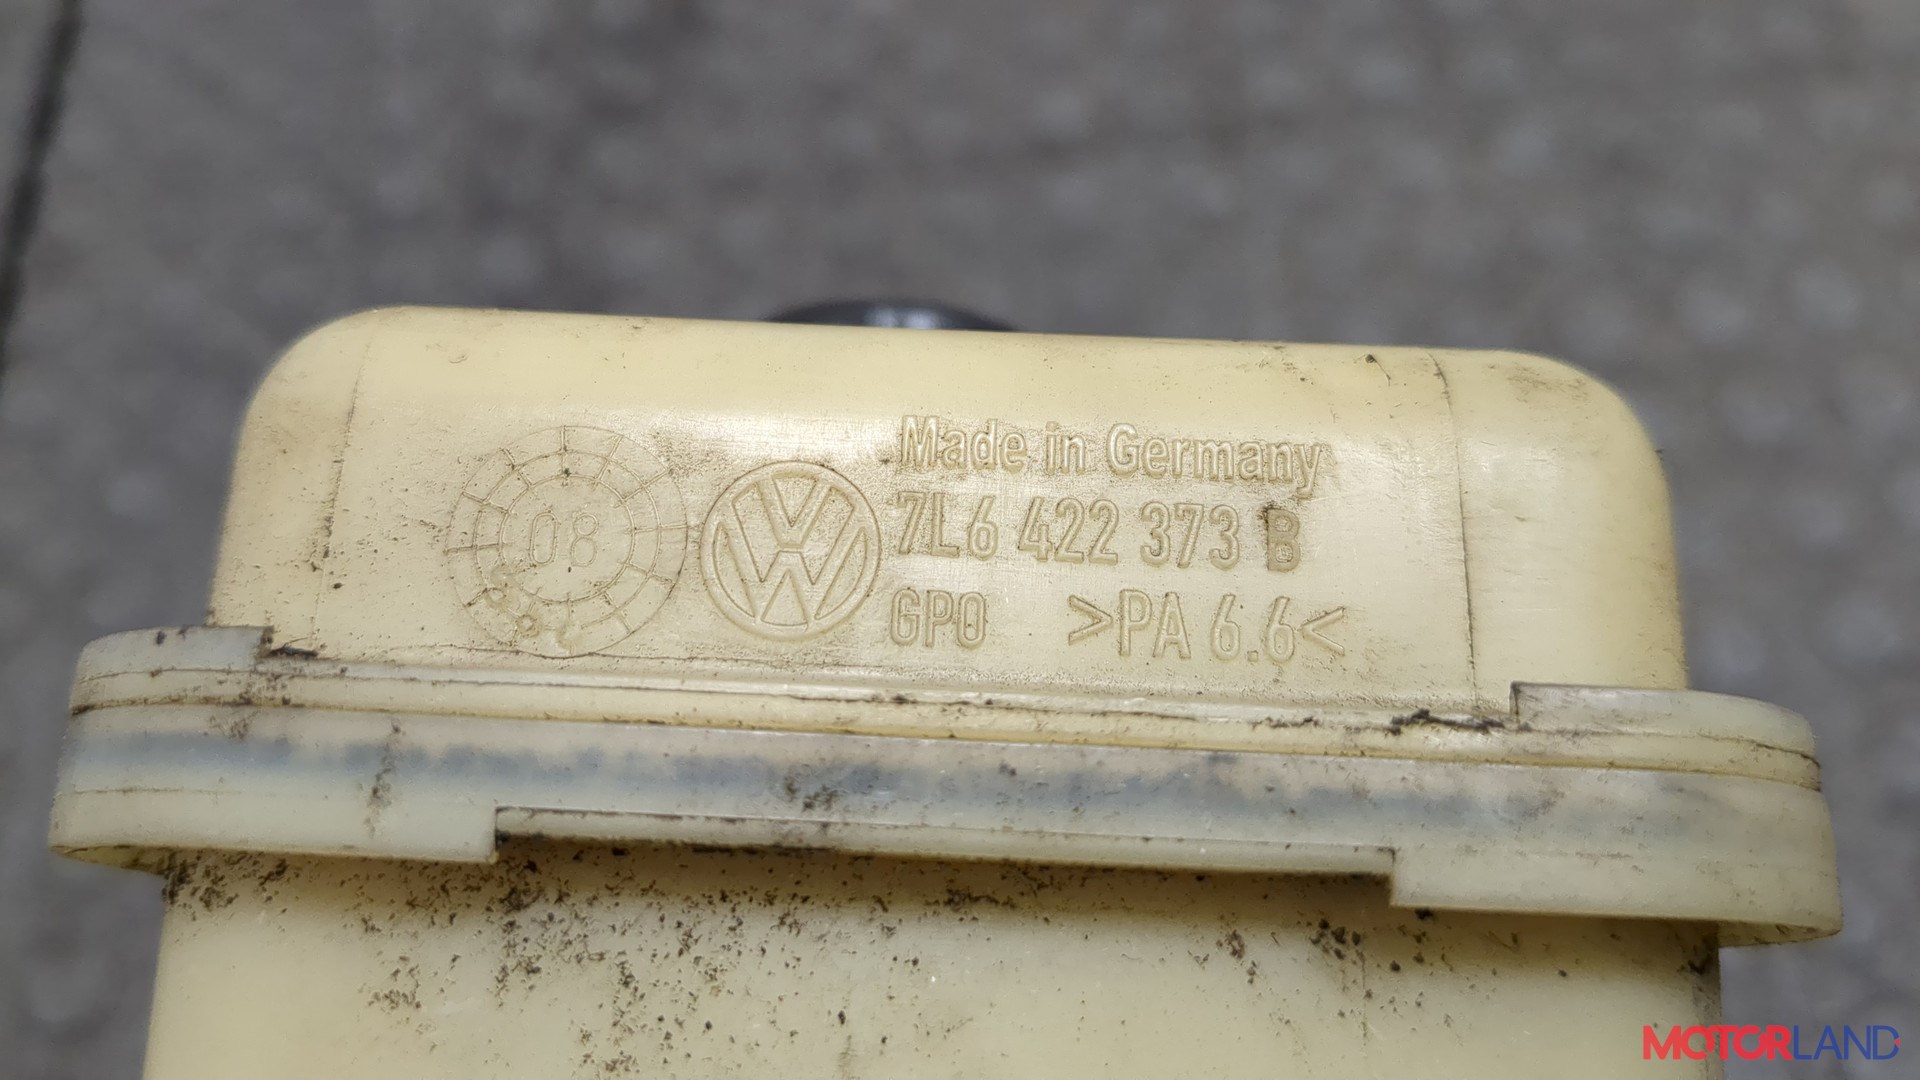 Made in Germany
08
7L6 422 373 B
GPO >PA 6.6<
MOTORLAND